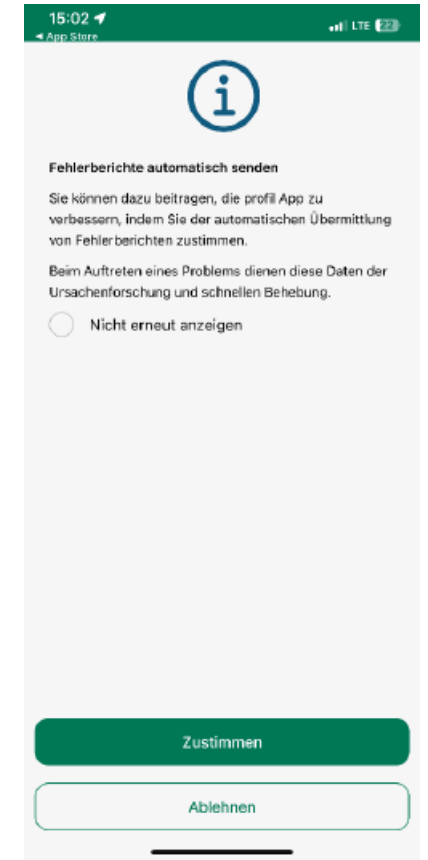 15:02
LTE 22
◀ App Store
i
Fehlerberichte automatisch senden
Sie können dazu beitragen, die profil App zu
verbessern, indem Sie der automatischen Übermittlung
von Fehlerberichten zustimmen.
Beim Auftreten eines Problems dienen diese Daten der
Ursachenforschung und schnellen Behebung.
Nicht erneut anzeigen
Zustimmen
Ablehnen